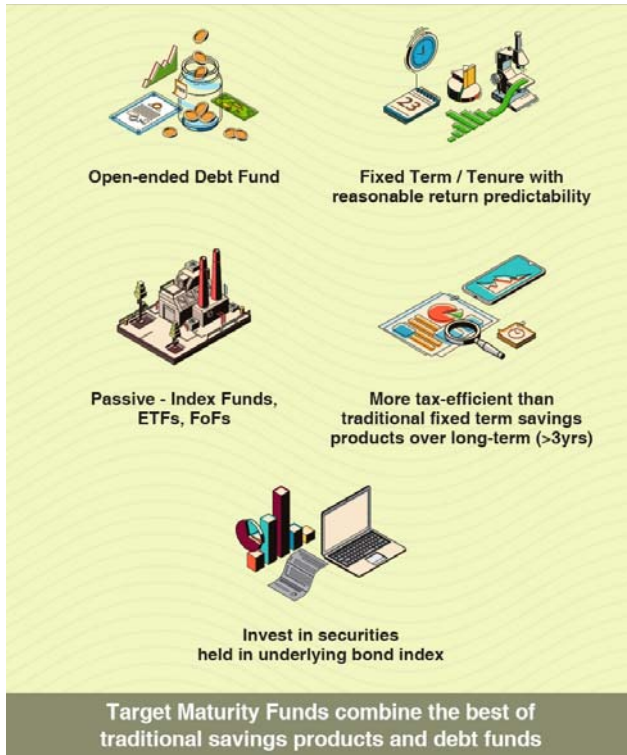 23
Open-ended Debt Fund
Fixed Term / Tenure with
reasonable return predictability
Passive - Index Funds,
ETFs, FoFs
More tax-efficient than
traditional fixed term savings
products over long-term (>3yrs)
Invest in securities
held in underlying bond index
Target Maturity Funds combine the best of
traditional savings products and debt funds